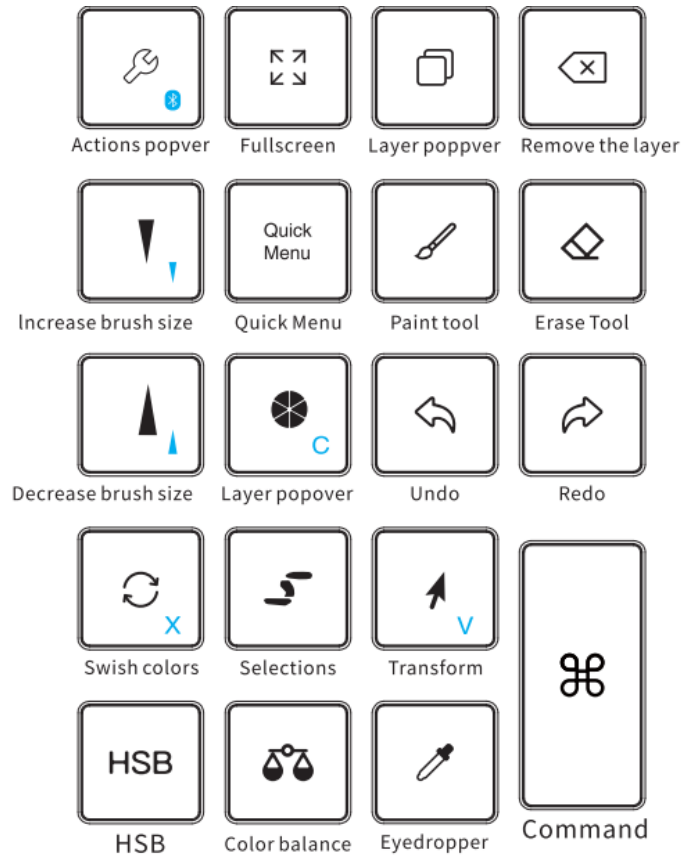 Actions popver Fullscreen Layer poppver Remove the layer
Quick
Menu
Increase brush size Quick Menu Paint tool Erase Tool
C
Decrease brush size Layer popover Undo Redo
X V
Swish colors Selections Transform
HSB
HSB Color balance Eyedropper Command